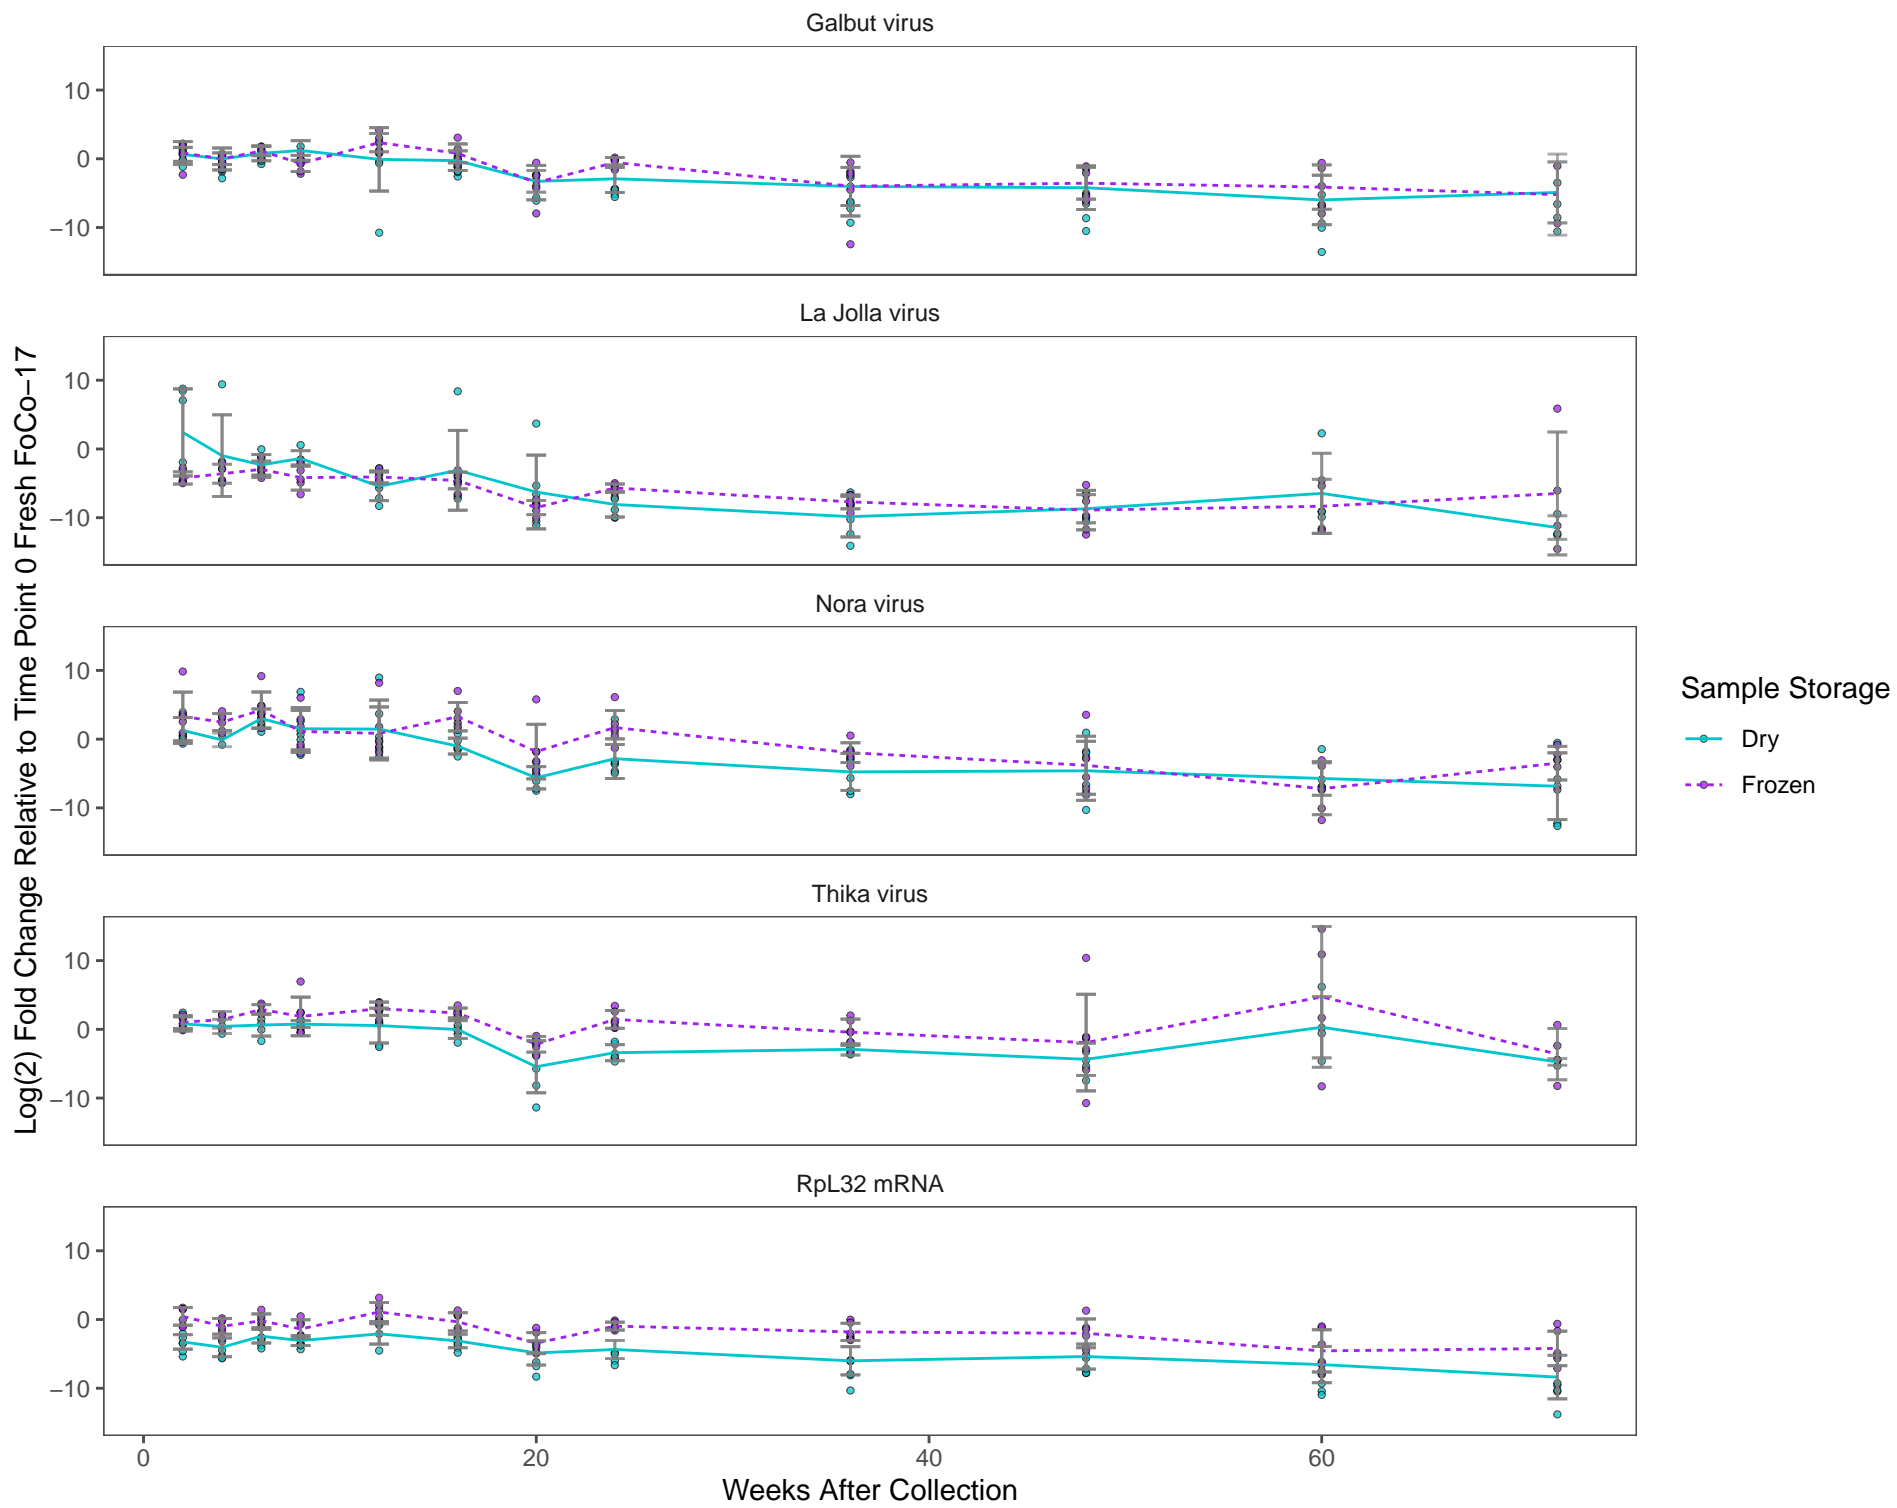 Galbut virus
10
0
−10
La Jolla virus
10
0
−10
Nora virus
10
0
−10
Thika virus
10
0
−10
RpL32 mRNA
10
0
−10
0
20
40
60
Weeks After Collection
Log(2) Fold Change Relative to Time Point 0 Fresh FoCo−17
Sample Storage
Dry
Frozen